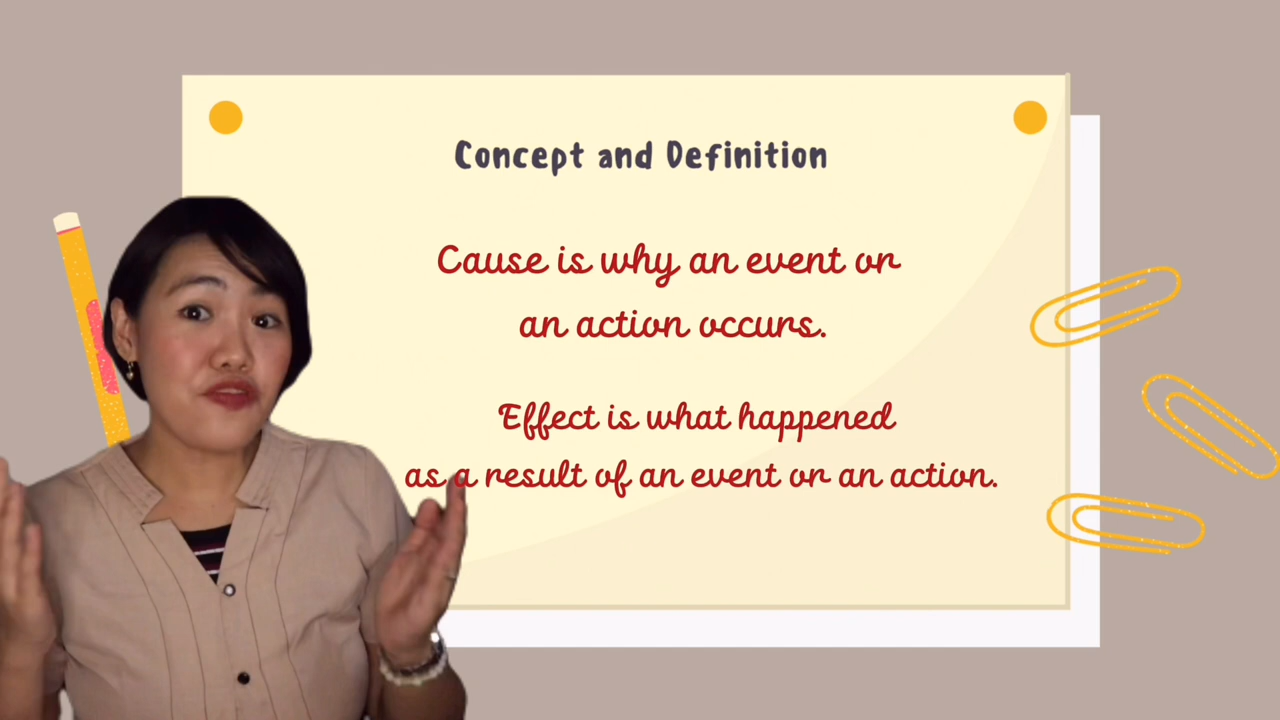 Concept and Definition
Cause is why an event or
an action occurs.
Effect is what happened
as a result of an event or an action.